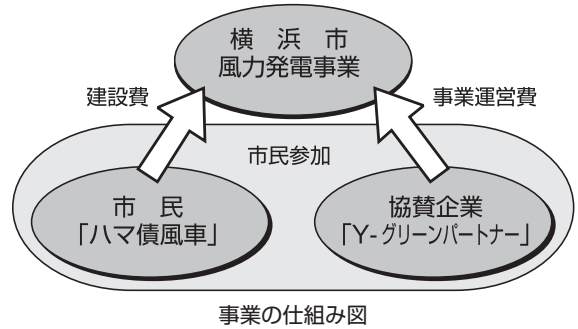 横 浜 市
風力発電事業
建設費
事業運営費
市民参加
市 民
「ハマ債風車」
協賛企業
「Y-グリーンパートナー」
事業の仕組み図